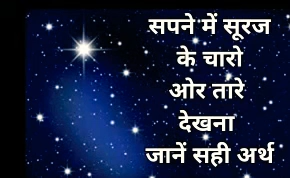 सपने में सूरज
के चारो
ओर तारे
देखना
जानें सही अर्थ